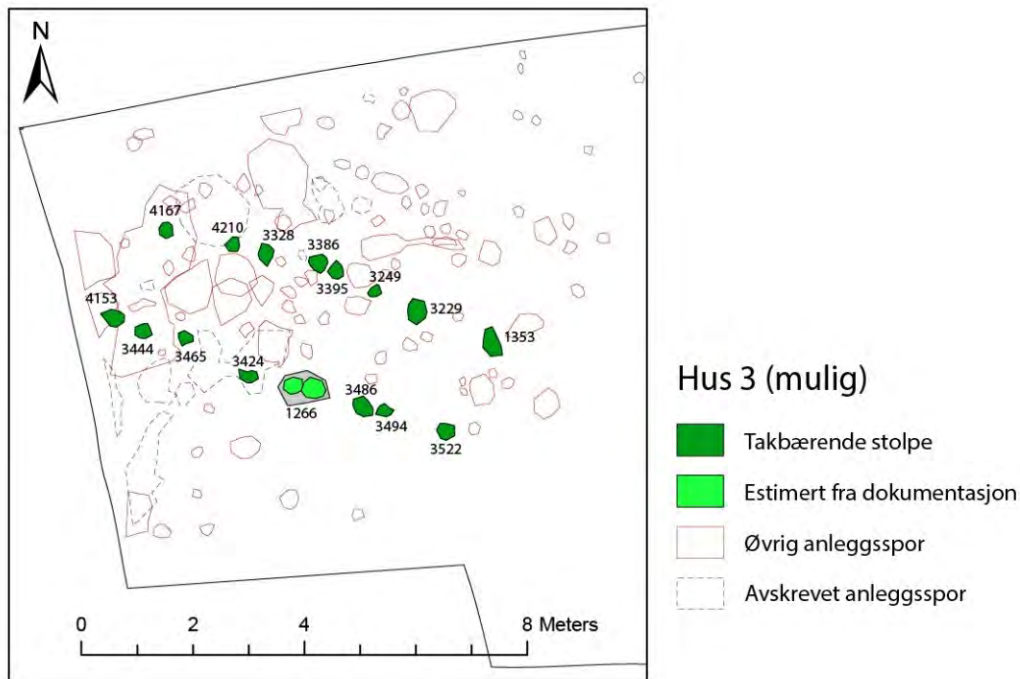 N
4167
4210
3328
3386
3395
3249
3229
1353
4153
3444
3465
3424
1266
3486
3494
3522
0 2 4 8 Meters
Hus 3 (mulig)
Takbærende stolpe
Estimert fra dokumentasjon
Øvrig anleggsspor
Avskrevet anleggsspor